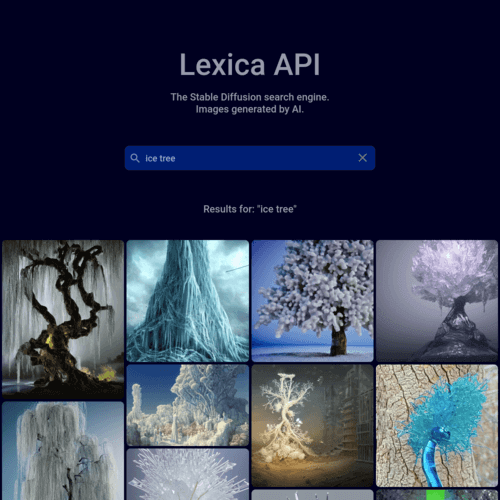 Lexica API
The Stable Diffusion search engine.
Images generated by AI.
ice tree
Results for: "ice tree"